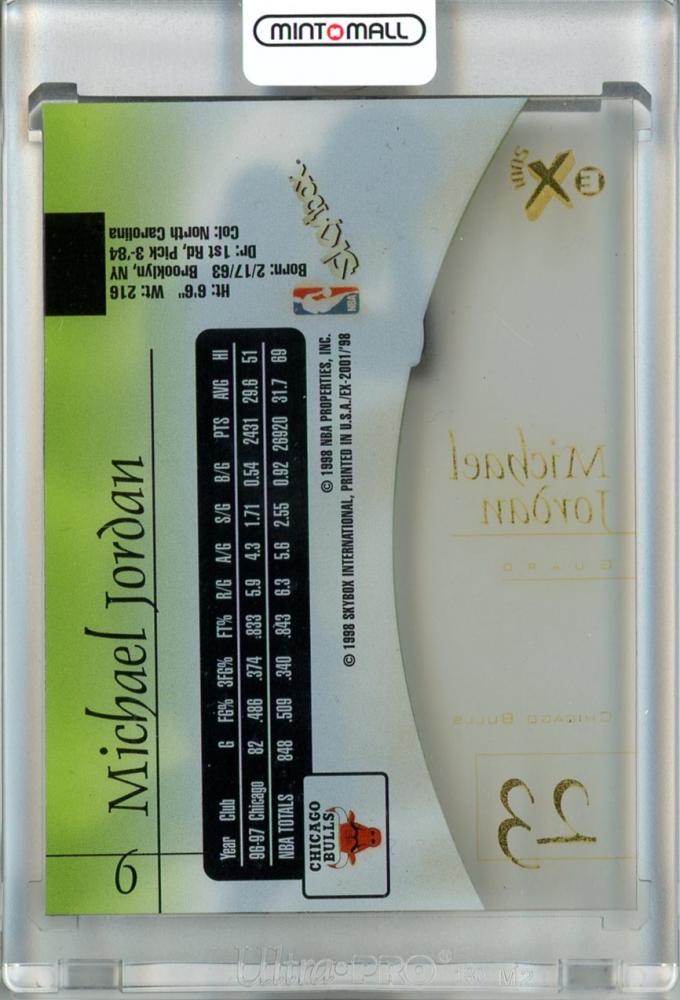 MINTOMALL
Skybox
NBA
Ht: 6'6" Wt: 216
Born: 2/17/63 Brooklyn, NY
Dr: 1st Rd, Pick 3-'84
Col: North Carolina
9
Michael Jordan
Year Club G FG% 3FG% FT% R/G A/G S/G B/G PTS AVG HI
96-97 Chicago 82 .486 .374 .833 5.9 4.3 1.71 0.54 2431 29.6 51
NBA TOTALS 848 .509 .340 .843 6.3 5.6 2.55 0.92 26920 31.7 69
© 1998 NBA PROPERTIES, INC.
© 1998 SKYBOX INTERNATIONAL, PRINTED IN U.S.A./EX-2001/'98
CHICAGO
BULLS
E X
2001
Michael
Jordan
GUARD
CHICAGO BULLS
23
Ultra•PRO®